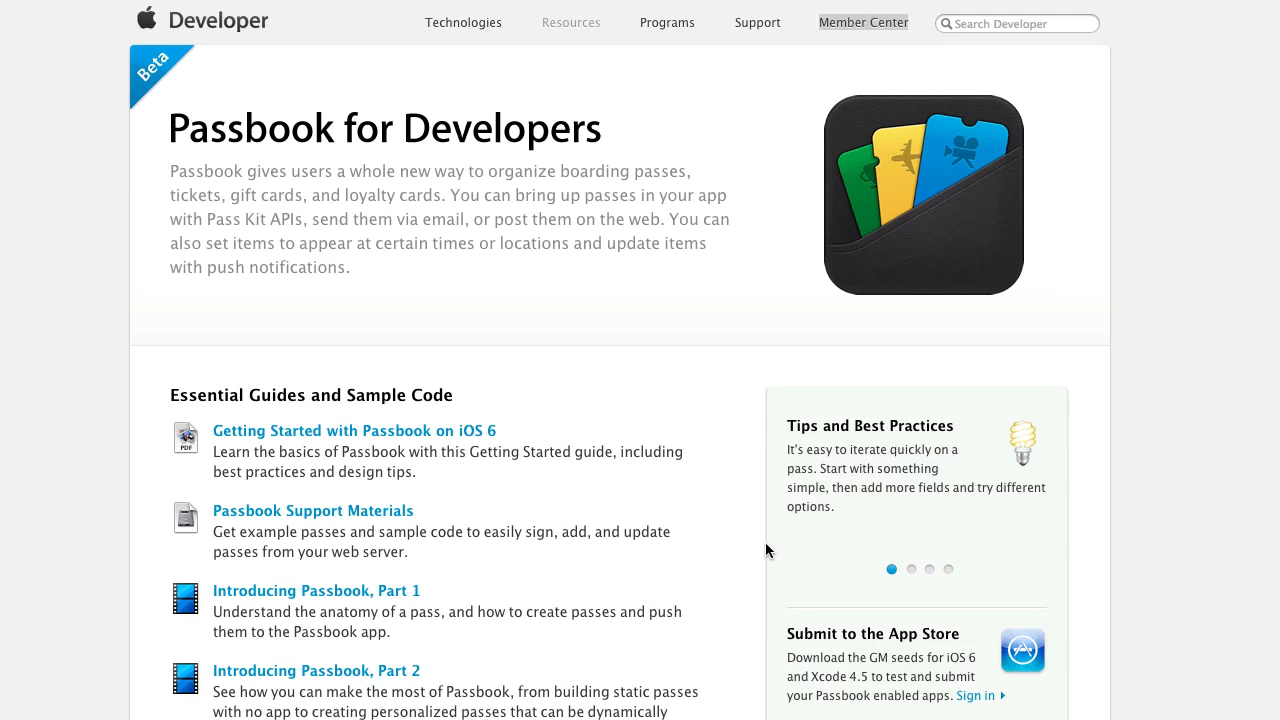 Developer
Technologies
Resources
Programs
Support
Member Center
Search Developer
Beta
Passbook for Developers
Passbook gives users a whole new way to organize boarding passes,
tickets, gift cards, and loyalty cards. You can bring up passes in your app
with Pass Kit APIs, send them via email, or post them on the web. You can
also set items to appear at certain times or locations and update items
with push notifications.
Essential Guides and Sample Code
PDF
Getting Started with Passbook on iOS 6
Learn the basics of Passbook with this Getting Started guide, including
best practices and design tips.
Passbook Support Materials
Get example passes and sample code to easily sign, add, and update
passes from your web server.
Introducing Passbook, Part 1
Understand the anatomy of a pass, and how to create passes and push
them to the Passbook app.
Introducing Passbook, Part 2
See how you can make the most of Passbook, from building static passes
with no app to creating personalized passes that can be dynamically
Tips and Best Practices
It's easy to iterate quickly on a
pass. Start with something
simple, then add more fields and try different
options.
Submit to the App Store
Download the GM seeds for iOS 6
and Xcode 4.5 to test and submit
your Passbook enabled apps. Sign in